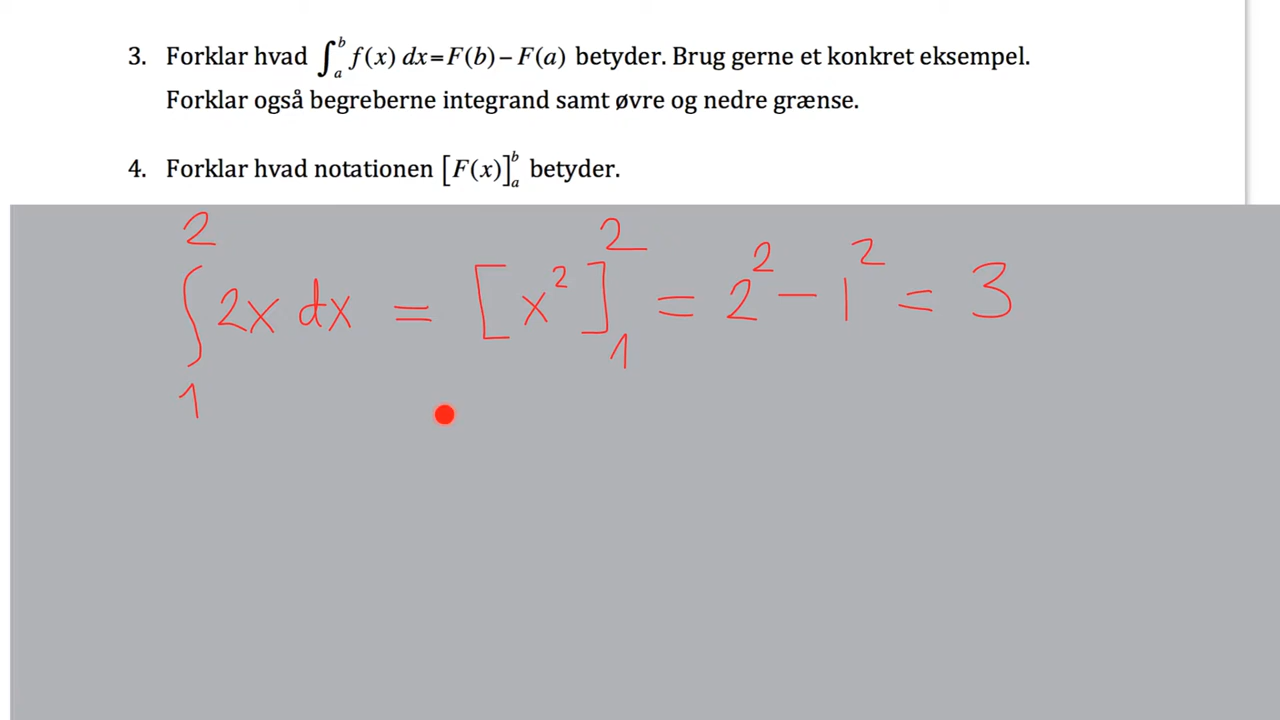 3. Forklar hvad ∫ₐᵇ f(x) dx=F(b)–F(a) betyder. Brug gerne et konkret eksempel.
Forklar også begreberne integrand samt øvre og nedre grænse.
4. Forklar hvad notationen [F(x)]ₐᵇ betyder.
∫₁² 2x dx = [x²]₁² = 2² – 1² = 3